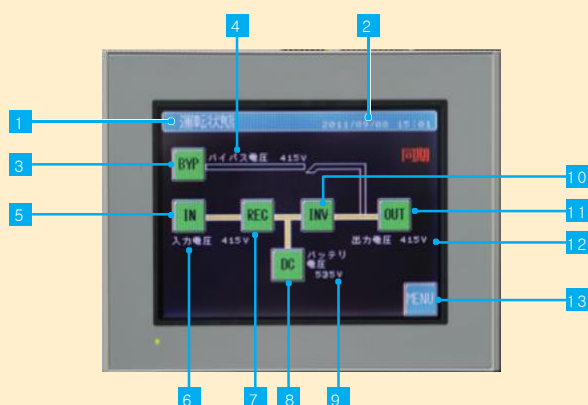 4
2
1
運転状態
2011/09/08 15:01
3
BYP
バイパス電圧 415V
同期
10
5
IN
REC
INV
OUT
11
入力電圧 415V
DC
バッテリ
電圧
535V
出力電圧 415V
12
MENU
13
6
7
8
9